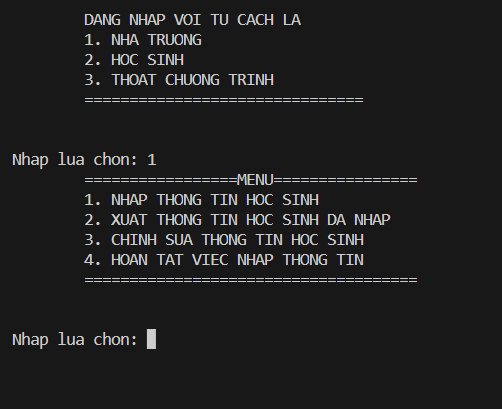 DANG NHAP VOI TU CACH LA
1. NHA TRUONG
2. HOC SINH
3. THOAT CHUONG TRINH
===============================
Nhap lua chon: 1
=================MENU================
1. NHAP THONG TIN HOC SINH
2. XUAT THONG TIN HOC SINH DA NHAP
3. CHINH SUA THONG TIN HOC SINH
4. HOAN TAT VIEC NHAP THONG TIN
=====================================
Nhap lua chon: